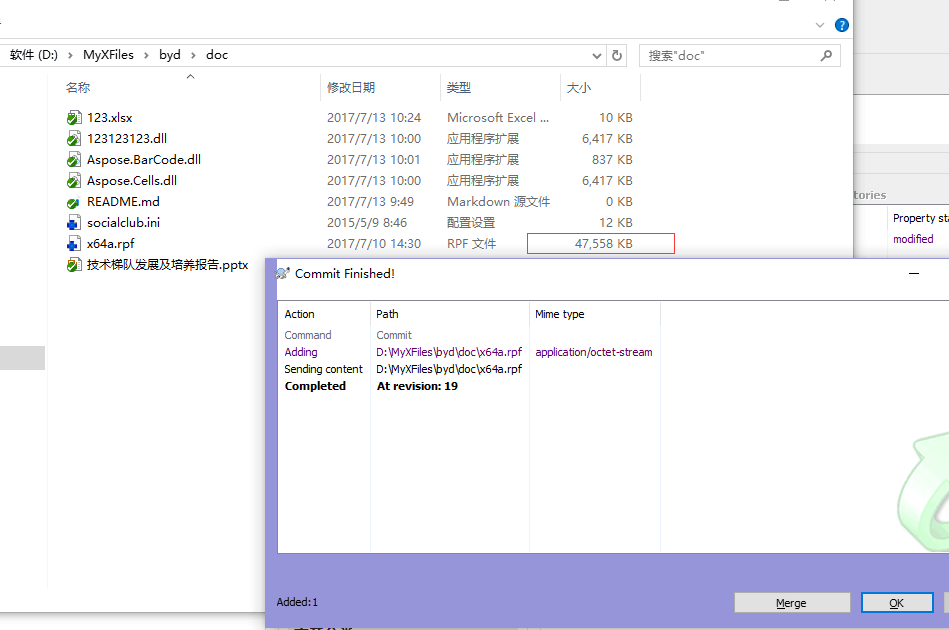 软件 (D:) › MyXFiles › byd › doc
搜索"doc"
名称 修改日期 类型 大小
123.xlsx 2017/7/13 10:24 Microsoft Excel ... 10 KB
123123123.dll 2017/7/13 10:00 应用程序扩展 6,417 KB
Aspose.BarCode.dll 2017/7/13 10:01 应用程序扩展 837 KB
Aspose.Cells.dll 2017/7/13 10:00 应用程序扩展 6,417 KB
README.md 2017/7/13 9:49 Markdown 源文件 0 KB
socialclub.ini 2015/5/9 8:46 配置设置 12 KB
x64a.rpf 2017/7/10 14:30 RPF 文件 47,558 KB
技术梯队发展及培养报告.pptx
tories
Property sta
modified
Commit Finished!
Action Path Mime type
Command Commit
Adding D:\MyXFiles\byd\doc\x64a.rpf application/octet-stream
Sending content D:\MyXFiles\byd\doc\x64a.rpf
Completed At revision: 19
Added:1
Merge
OK